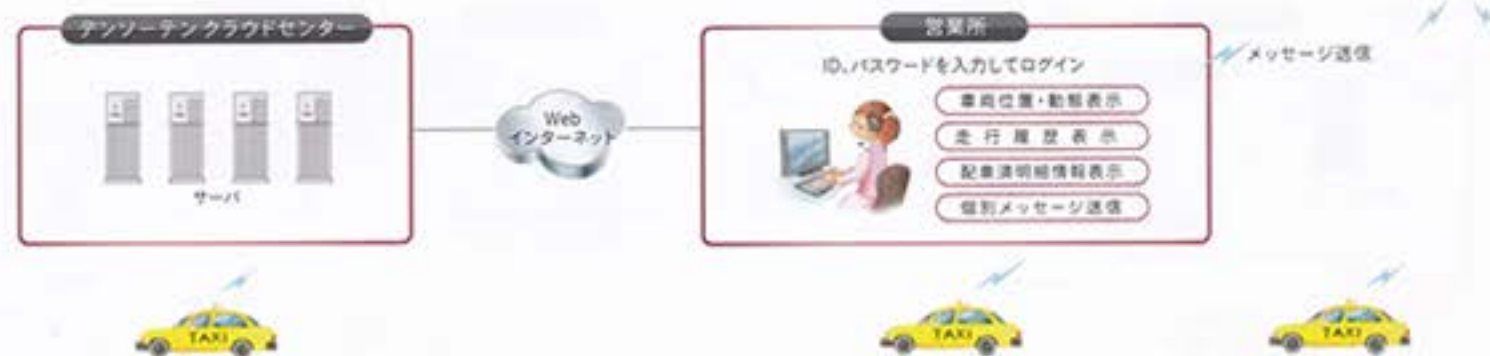 デンソーテンクラウドセンター
サーバ
Web
インターネット
営業所
ID、パスワードを入力してログイン
車両位置・動態表示
走行履歴表示
配車済明細情報表示
個別メッセージ送信
メッセージ送信
TAXI
TAXI
TAXI